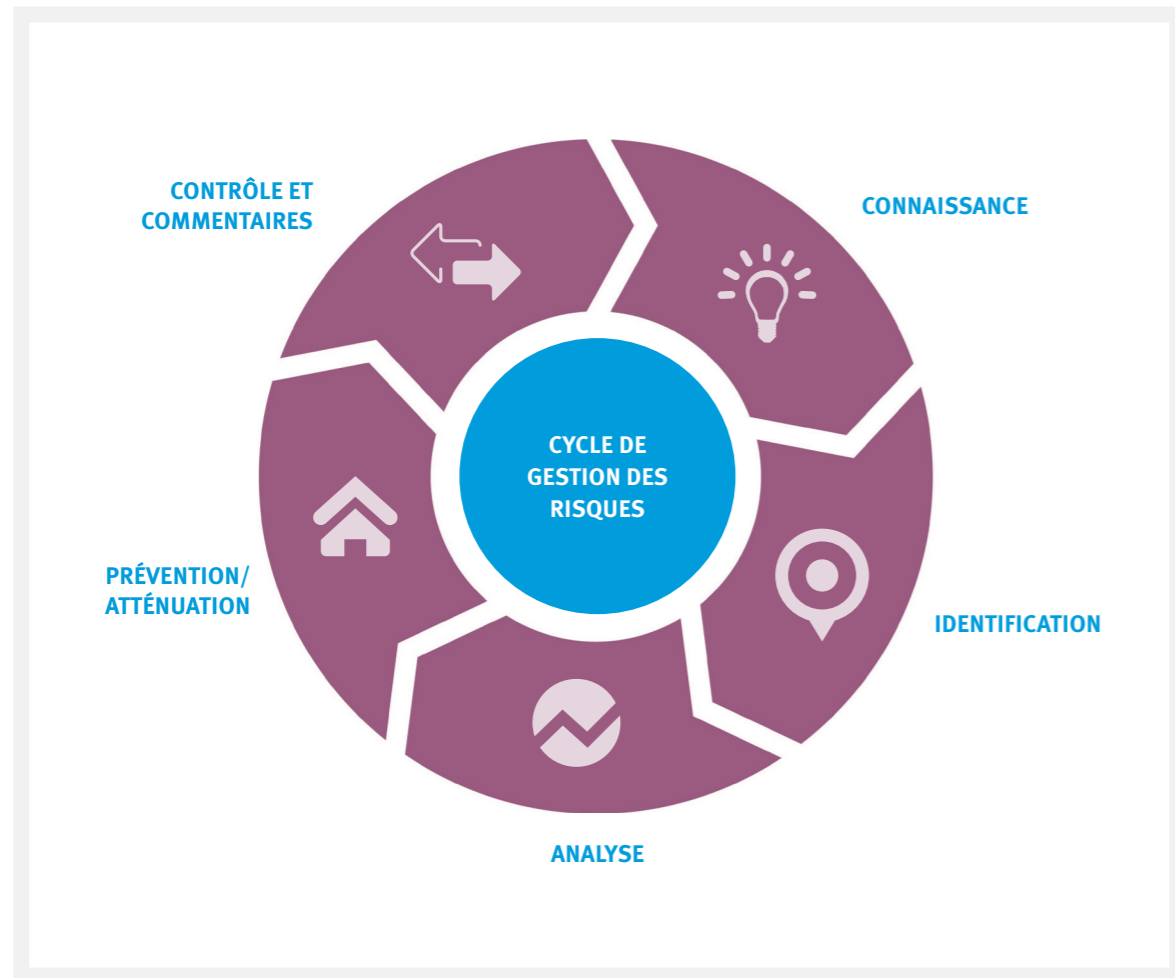 CONTRÔLE ET
COMMENTAIRES
CONNAISSANCE
CYCLE DE
GESTION DES
RISQUES
PRÉVENTION/
ATTÉNUATION
IDENTIFICATION
ANALYSE